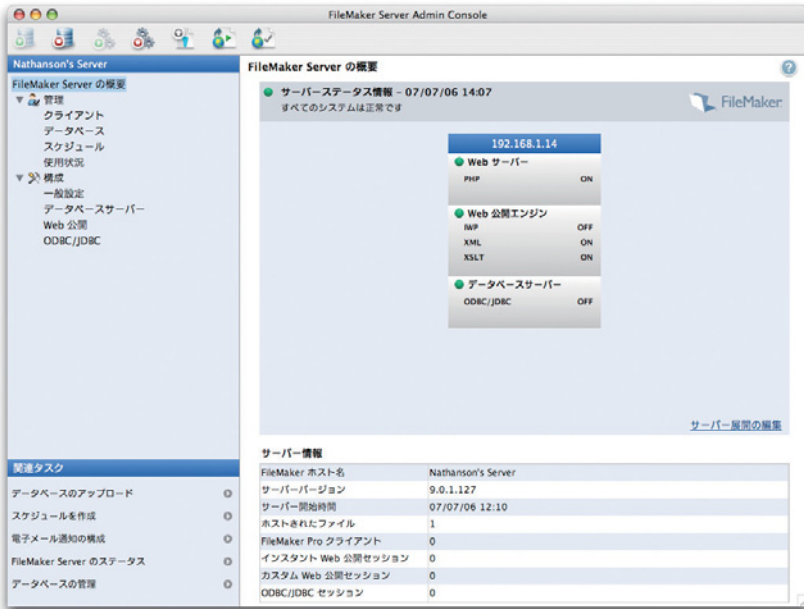 FileMaker Server Admin Console
Nathanson's Server
FileMaker Server の概要
管理
クライアント
データベース
スケジュール
使用状況
構成
一般設定
データベースサーバー
Web 公開
ODBC/JDBC
関連タスク
データベースのアップロード
スケジュールを作成
電子メール通知の構成
FileMaker Server のステータス
データベースの管理
FileMaker Server の概要
サーバーステータス情報 – 07/07/06 14:07
すべてのシステムは正常です
FileMaker
192.168.1.14
Web サーバー
PHP ON
Web 公開エンジン
IWP OFF
XML ON
XSLT ON
データベースサーバー
ODBC/JDBC OFF
サーバー展開の編集
サーバー情報
FileMaker ホスト名 Nathanson's Server
サーバーバージョン 9.0.1.127
サーバー開始時間 07/07/06 12:10
ホストされたファイル 1
FileMaker Pro クライアント 0
インスタント Web 公開セッション 0
カスタム Web 公開セッション 0
ODBC/JDBC セッション 0